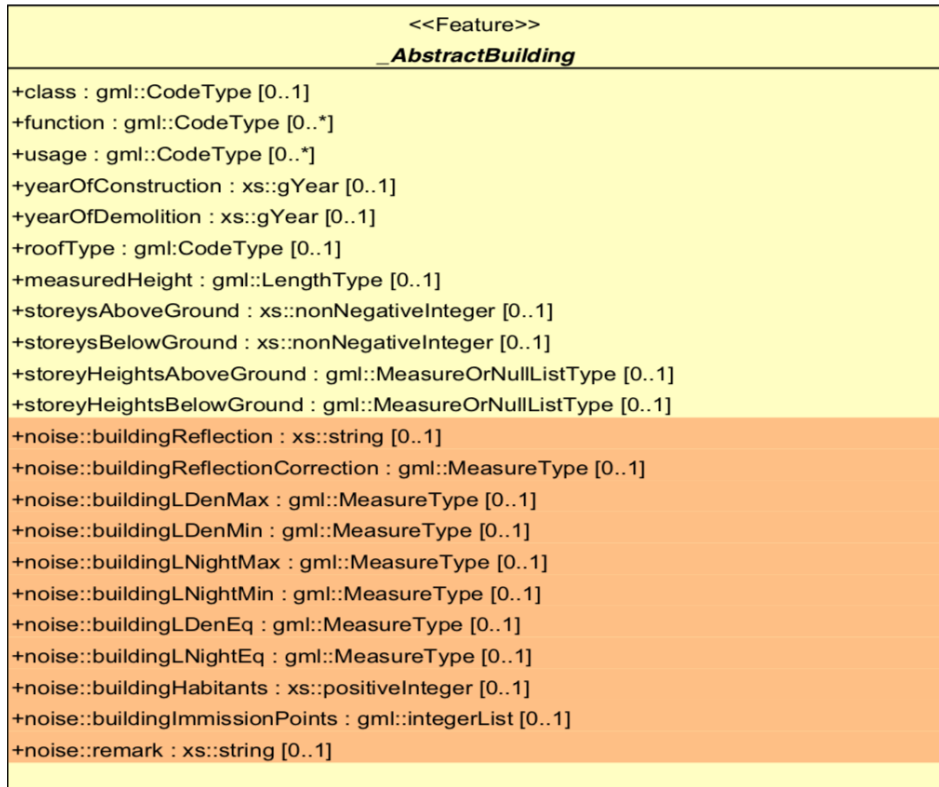 <<Feature>>
_AbstractBuilding
+class : gml::CodeType [0..1]
+function : gml::CodeType [0..*]
+usage : gml::CodeType [0..*]
+yearOfConstruction : xs::gYear [0..1]
+yearOfDemolition : xs::gYear [0..1]
+roofType : gml:CodeType [0..1]
+measuredHeight : gml::LengthType [0..1]
+storeysAboveGround : xs::nonNegativeInteger [0..1]
+storeysBelowGround : xs::nonNegativeInteger [0..1]
+storeyHeightsAboveGround : gml::MeasureOrNullListType [0..1]
+storeyHeightsBelowGround : gml::MeasureOrNullListType [0..1]
+noise::buildingReflection : xs::string [0..1]
+noise::buildingReflectionCorrection : gml::MeasureType [0..1]
+noise::buildingLDenMax : gml::MeasureType [0..1]
+noise::buildingLDenMin : gml::MeasureType [0..1]
+noise::buildingLNightMax : gml::MeasureType [0..1]
+noise::buildingLNightMin : gml::MeasureType [0..1]
+noise::buildingLDenEq : gml::MeasureType [0..1]
+noise::buildingLNightEq : gml::MeasureType [0..1]
+noise::buildingHabitants : xs::positiveInteger [0..1]
+noise::buildingImmissionPoints : gml::integerList [0..1]
+noise::remark : xs::string [0..1]